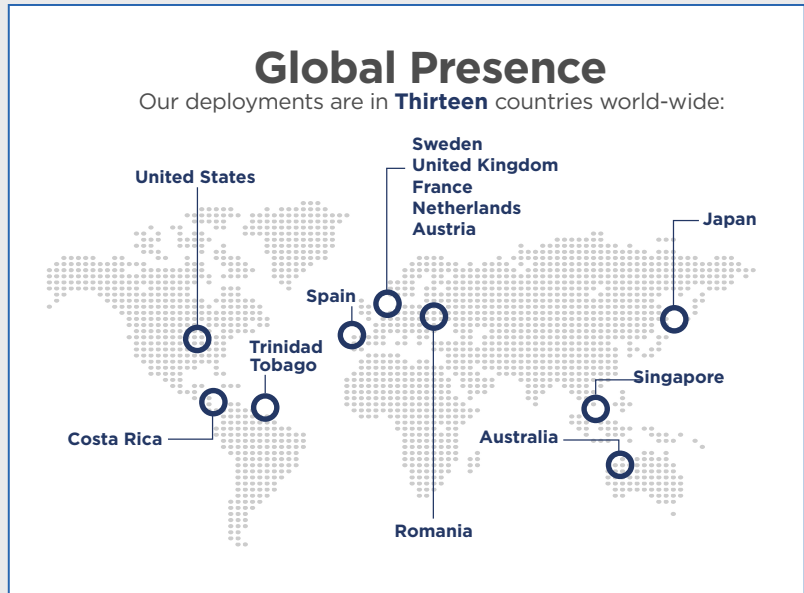 Global Presence
Our deployments are in Thirteen countries world-wide:
Sweden
United Kingdom
France
Netherlands
Austria
United States
Japan
Spain
Trinidad
Tobago
Singapore
Costa Rica
Australia
Romania